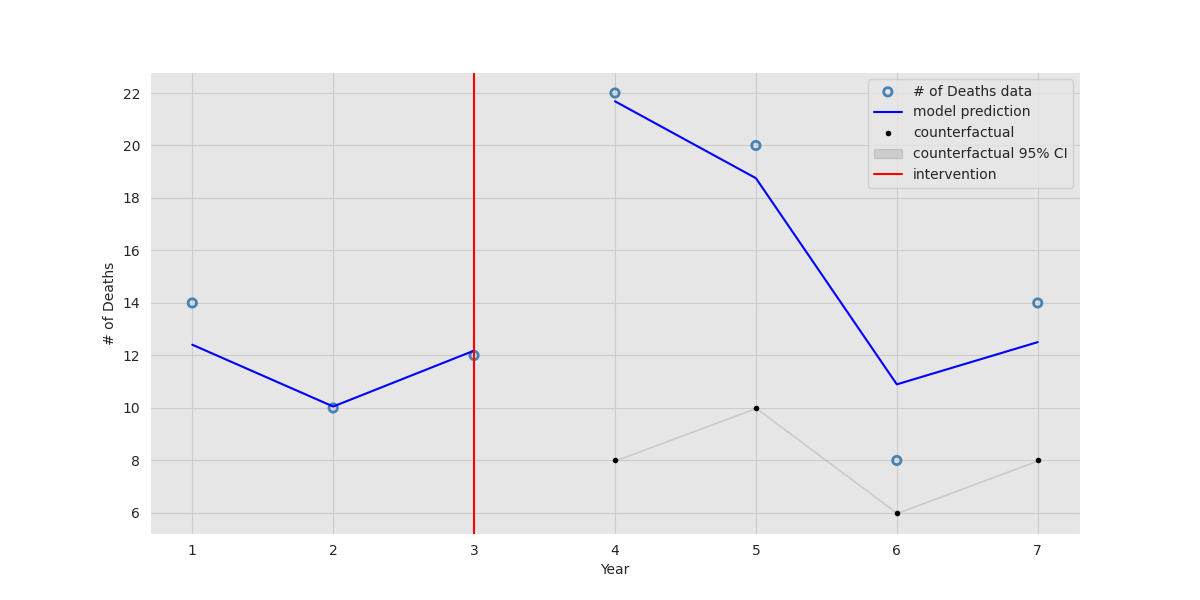 22
20
18
16
14
12
10
8
6
# of Deaths
# of Deaths data
model prediction
counterfactual
counterfactual 95% CI
intervention
1 2 3 4 5 6 7
Year